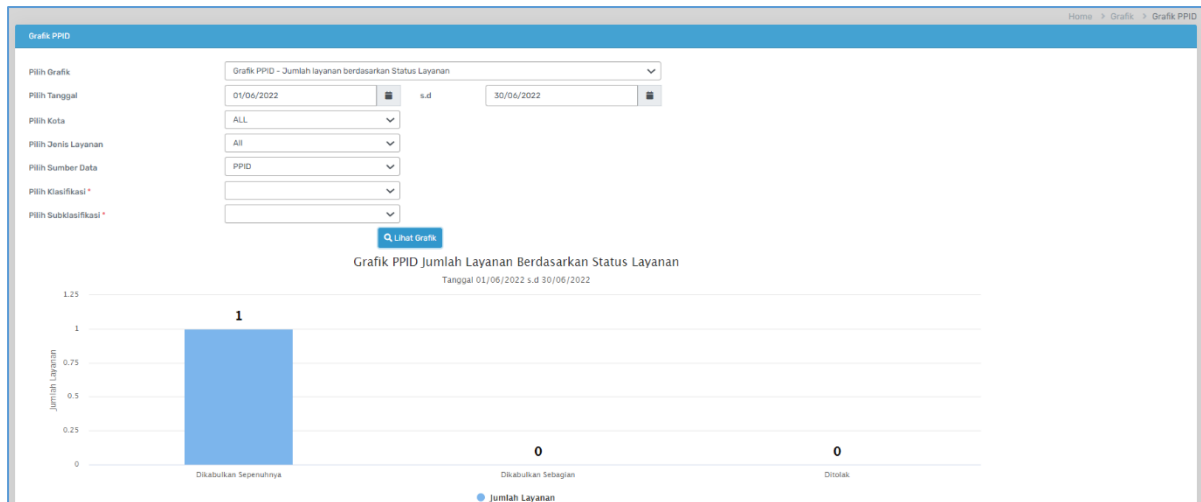 Home > Grafik > Grafik PPID
Grafik PPID
Pilih Grafik Grafik PPID - Jumlah layanan berdasarkan Status Layanan
Pilih Tanggal 01/06/2022 s.d 30/06/2022
Pilih Kota ALL
Pilih Jenis Layanan All
Pilih Sumber Data PPID
Pilih Klasifikasi *
Pilih Subklasifikasi *
Lihat Grafik
Grafik PPID Jumlah Layanan Berdasarkan Status Layanan
Tanggal 01/06/2022 s.d 30/06/2022
Jumlah Layanan
1.25
1
0.75
0.5
0.25
0
1
0
0
Dikabulkan Sepenuhnya Dikabulkan Sebagian Ditolak
Jumlah Layanan